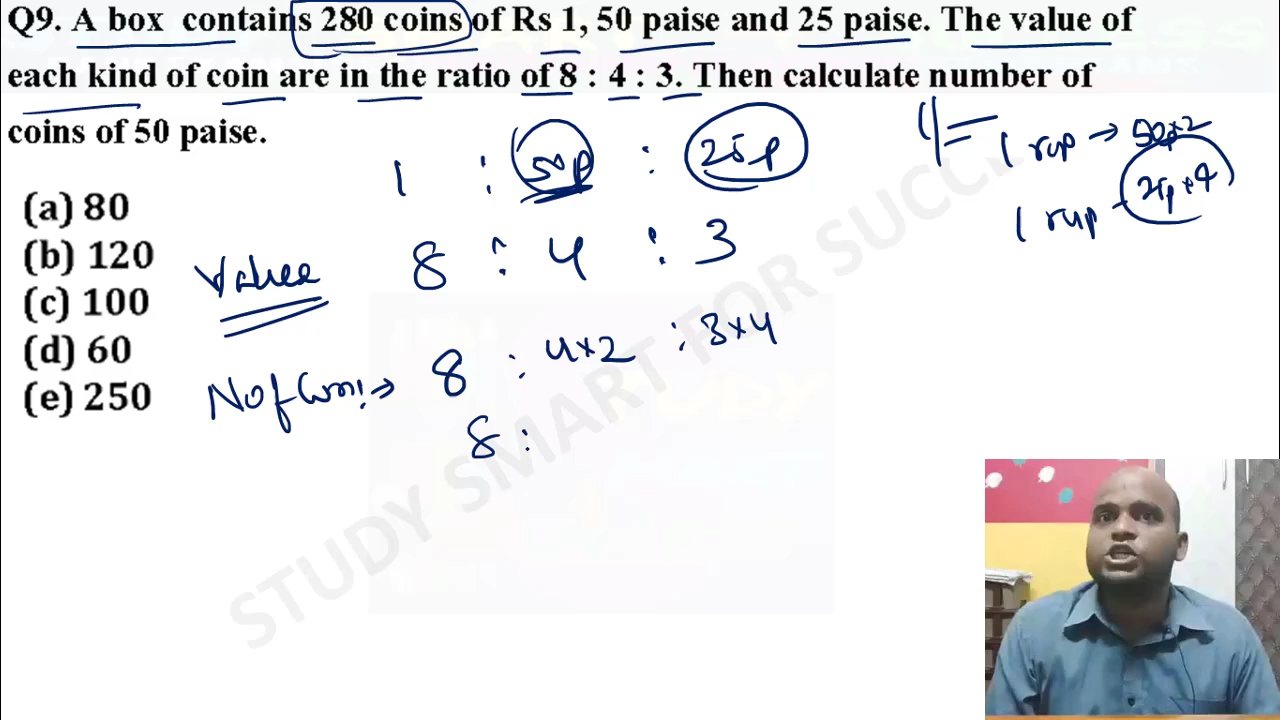 Q9. A box contains 280 coins of Rs 1, 50 paise and 25 paise. The value of
each kind of coin are in the ratio of 8 : 4 : 3. Then calculate number of
coins of 50 paise.
(a) 80
(b) 120
(c) 100
(d) 60
(e) 250
1 : 50p : 25p
Value 8 : 4 : 3
No of Coins → 8 : 4×2 : 3×4
8 :
1 rup → 50p×2
1 rup - 25p×4
STUDY SMART FOR SUCC